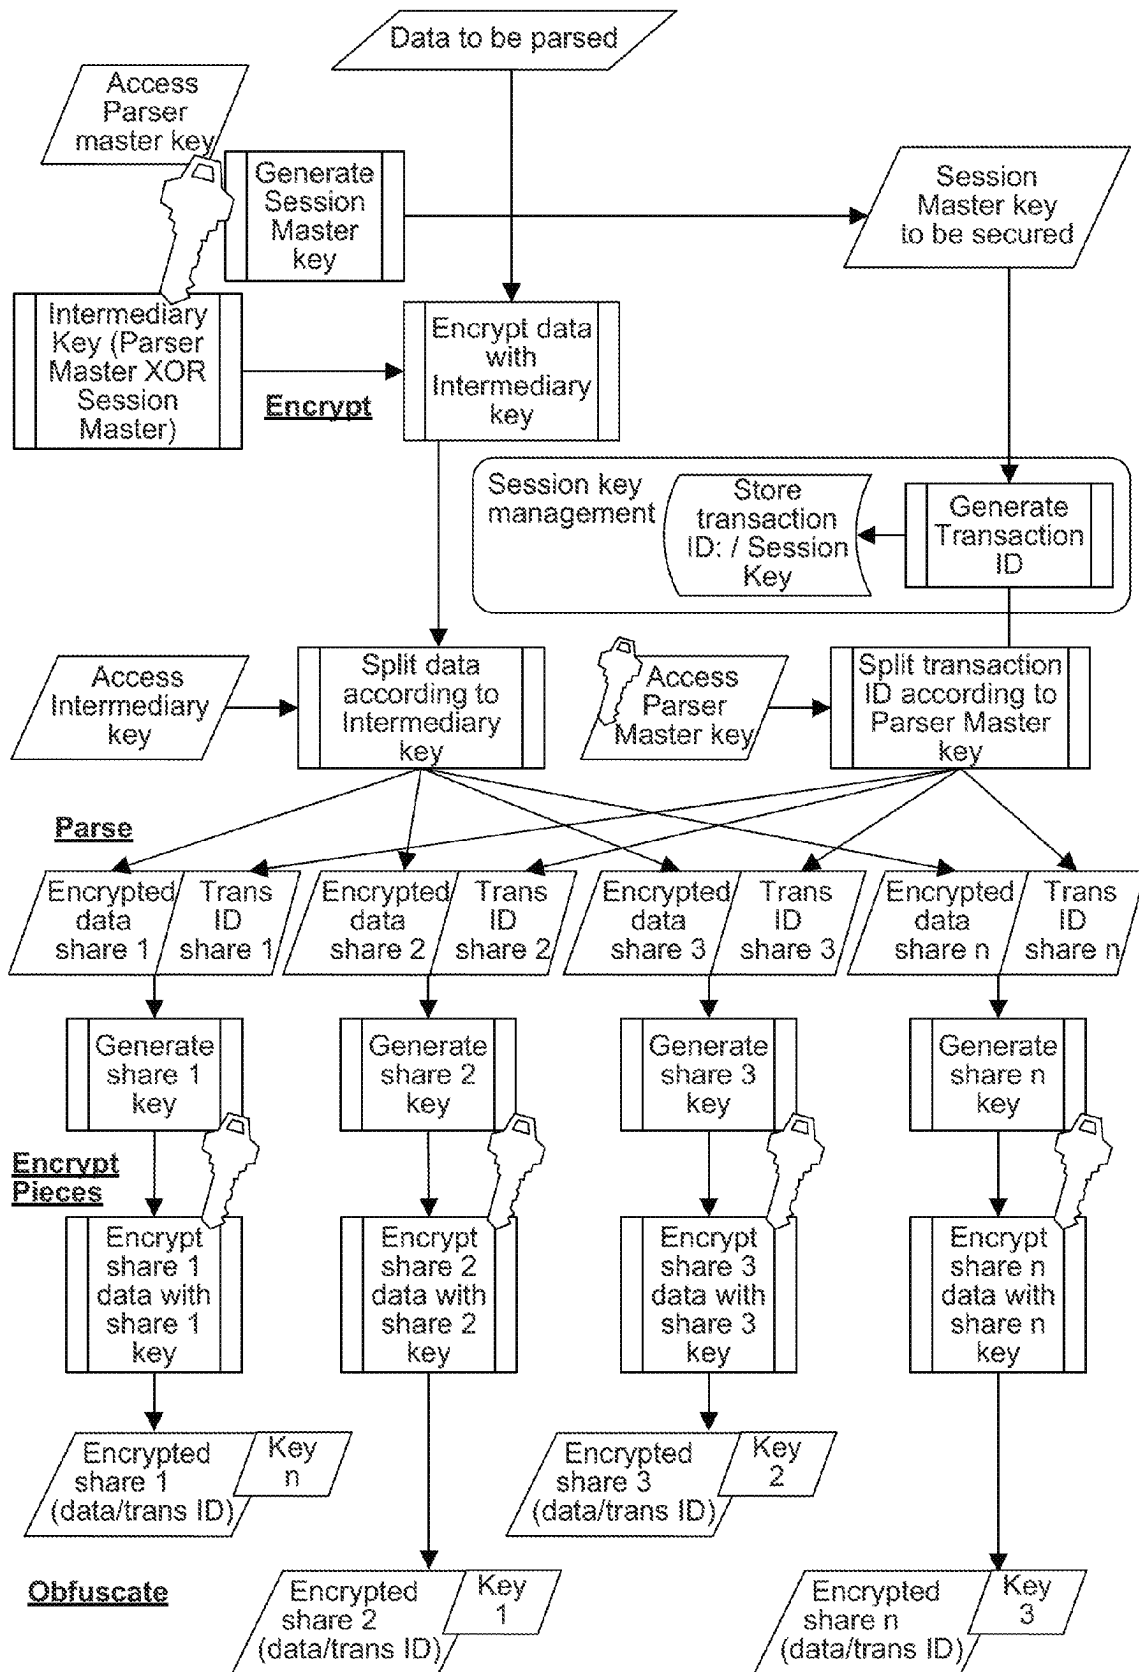 Data to be parsed
Access
Parser
master key
Generate
Session
Master
key
Session
Master key
to be secured
Intermediary
Key (Parser
Master XOR
Session
Master)
Encrypt
Encrypt data
with
Intermediary
key
Session key
management
Store
transaction
ID: / Session
Key
Generate
Transaction
ID
Access
Intermediary
key
Split data
according to
Intermediary
key
Access
Parser
Master key
Split transaction
ID according to
Parser Master
key
Parse
Encrypted
data
share 1
Trans
ID
share 1
Encrypted
data
share 2
Trans
ID
share 2
Encrypted
data
share 3
Trans
ID
share 3
Encrypted
data
share n
Trans
ID
share n
Generate
share 1
key
Generate
share 2
key
Generate
share 3
key
Generate
share n
key
Encrypt
Pieces
Encrypt
share 1
data with
share 1
key
Encrypt
share 2
data with
share 2
key
Encrypt
share 3
data with
share 3
key
Encrypt
share n
data with
share n
key
Encrypted
share 1
(data/trans ID)
Key
n
Encrypted
share 3
(data/trans ID)
Key
2
Obfuscate
Encrypted
share 2
(data/trans ID)
Key
1
Encrypted
share n
(data/trans ID)
Key
3